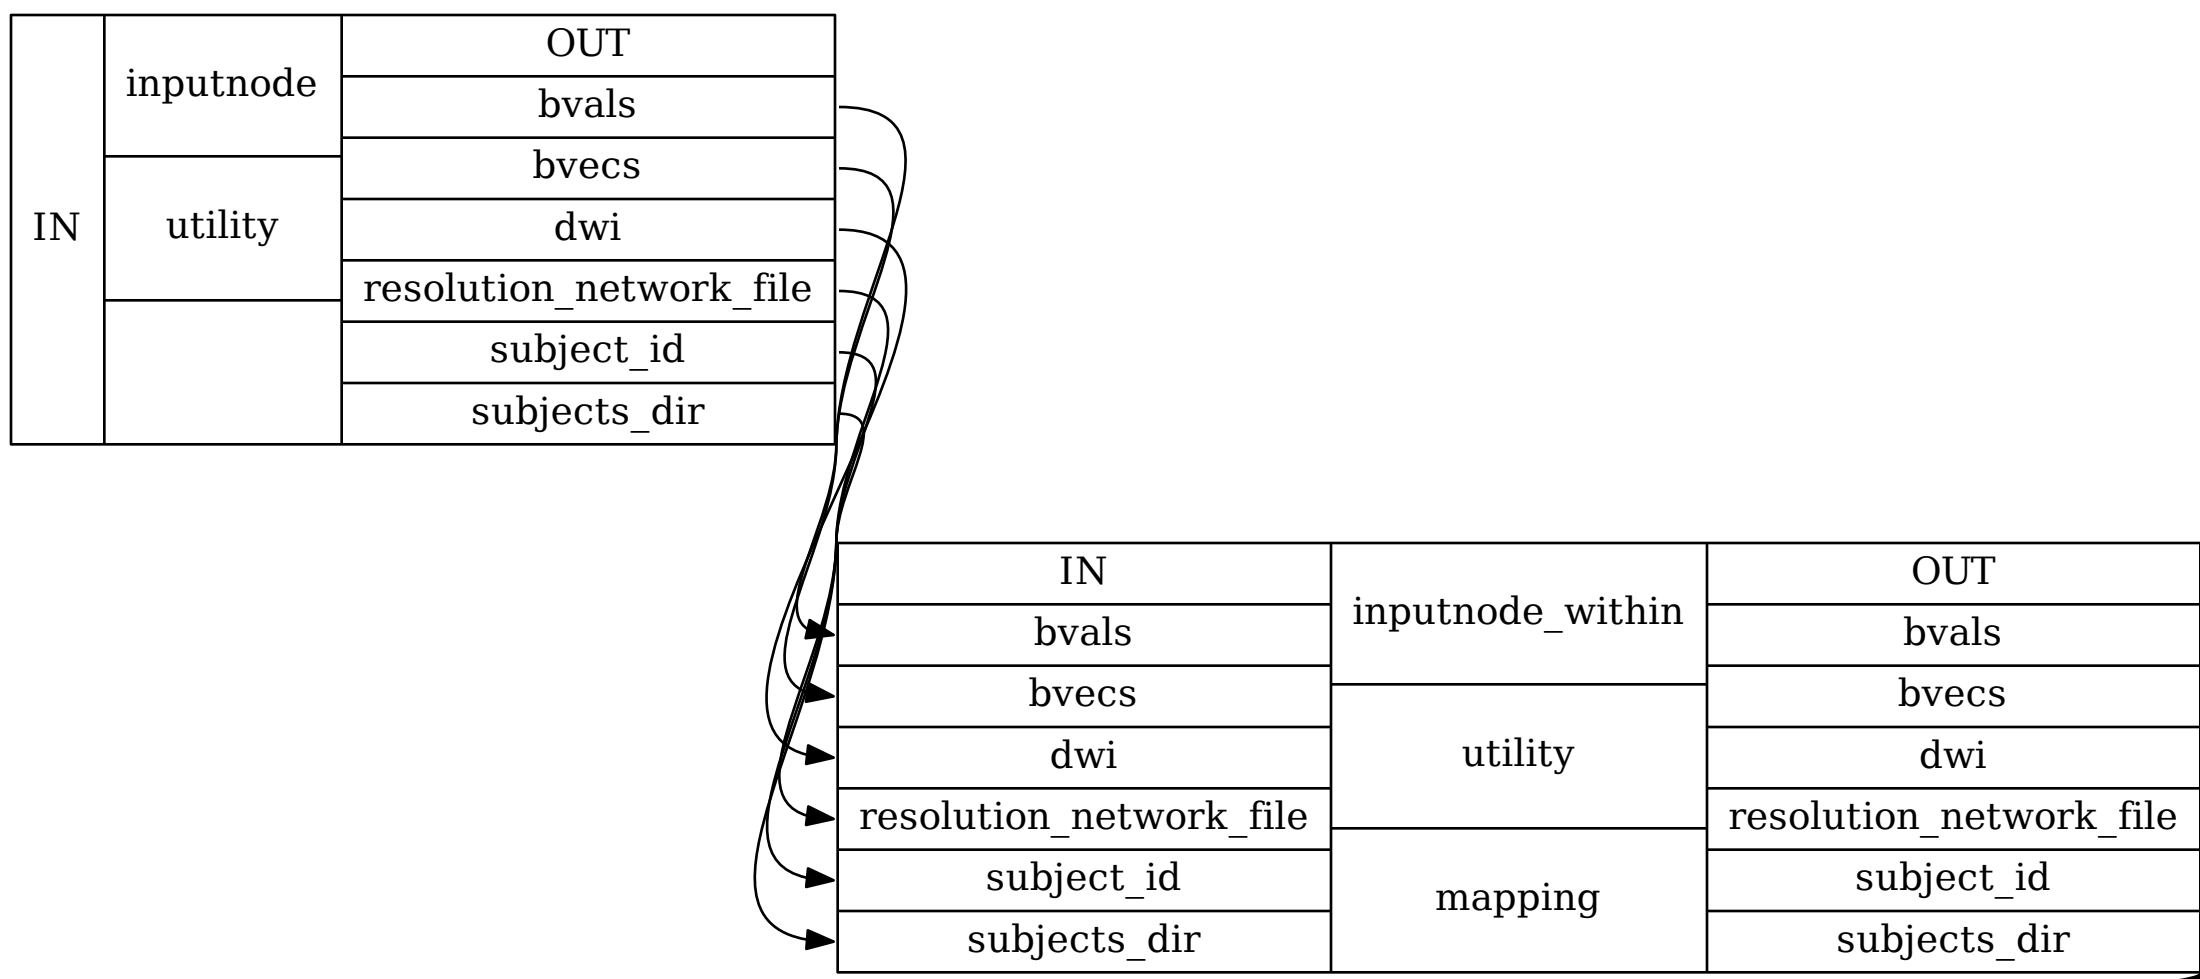 IN
inputnode
utility
OUT
bvals
bvecs
dwi
resolution_network_file
subject_id
subjects_dir
IN
bvals
bvecs
dwi
resolution_network_file
subject_id
subjects_dir
inputnode_within
utility
mapping
OUT
bvals
bvecs
dwi
resolution_network_file
subject_id
subjects_dir